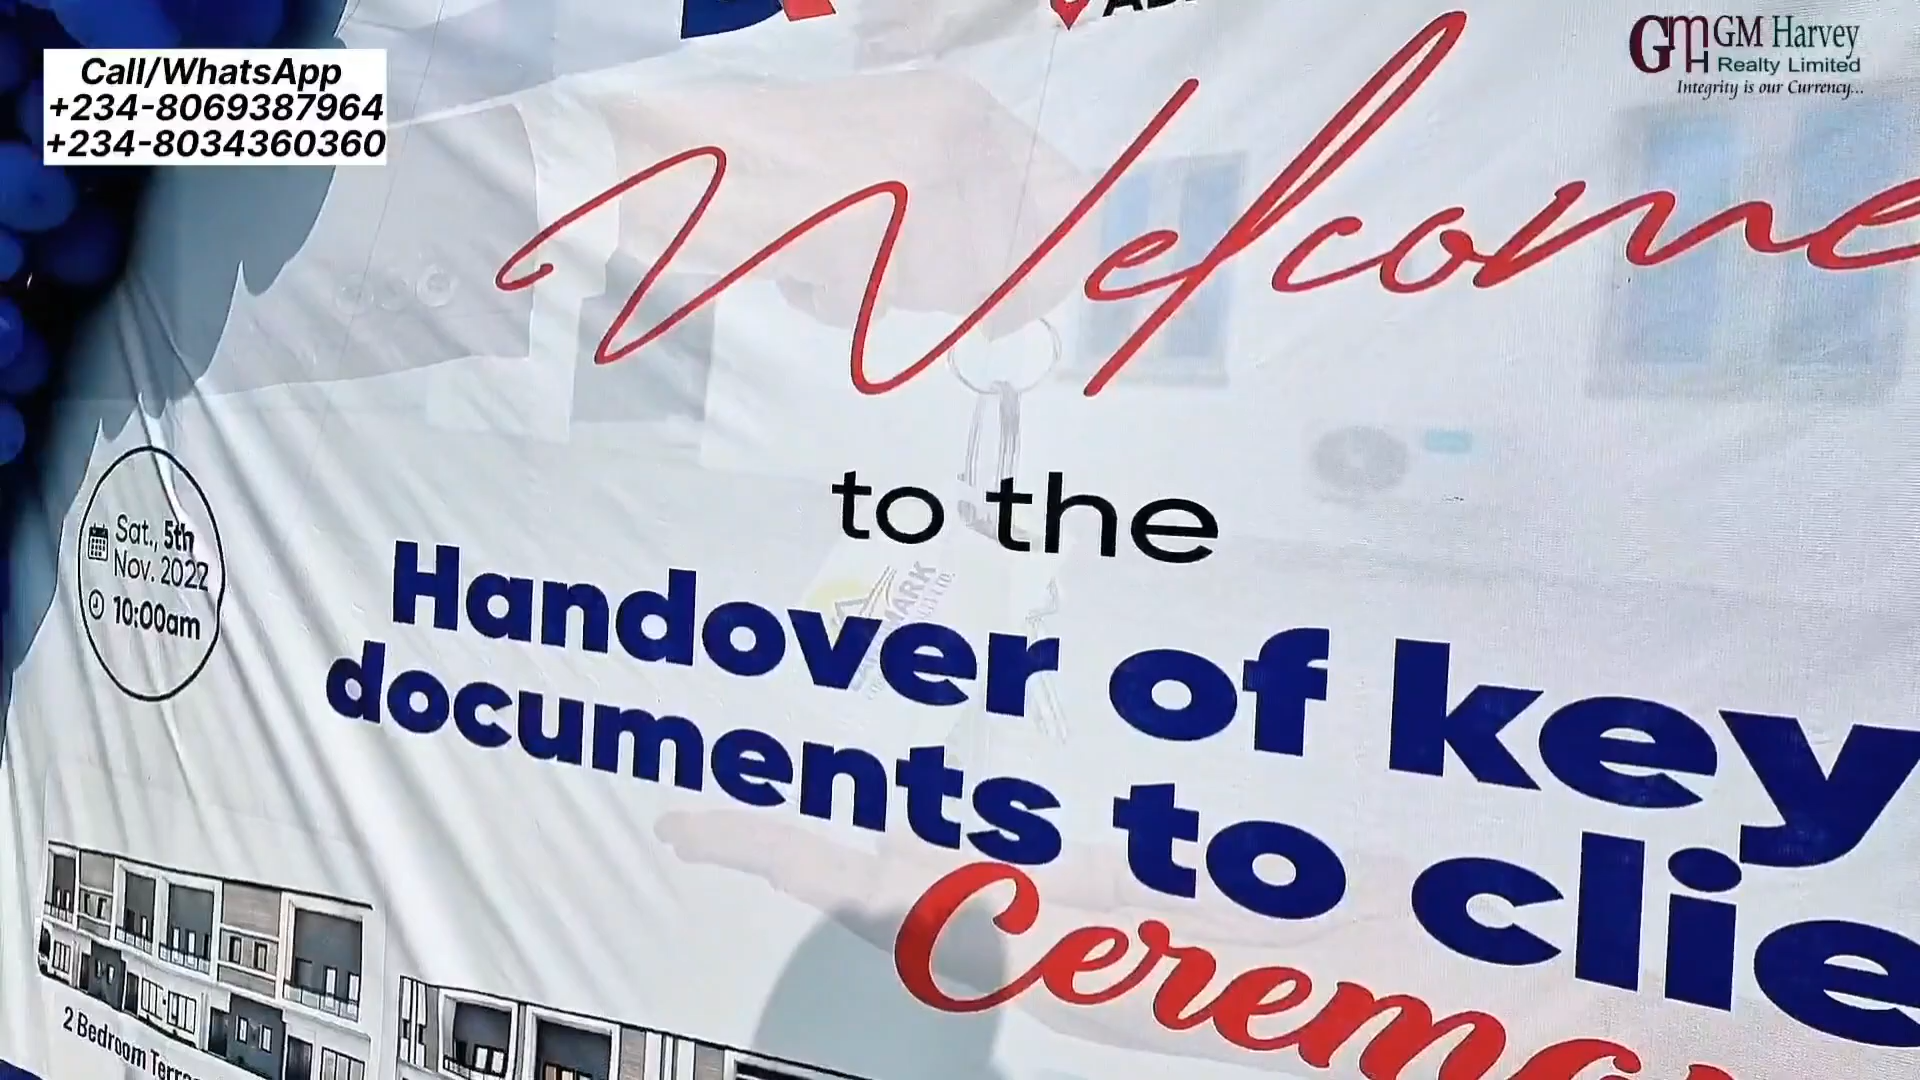 Call/WhatsApp
+234-8069387964
+234-8034360360
GM Harvey
Realty Limited
Integrity is our Currency...
Welcome
to the
Sat., 5th
Nov. 2022
10:00am
Handover of key
documents to clie
Ceremo
2 Bedroom Terra